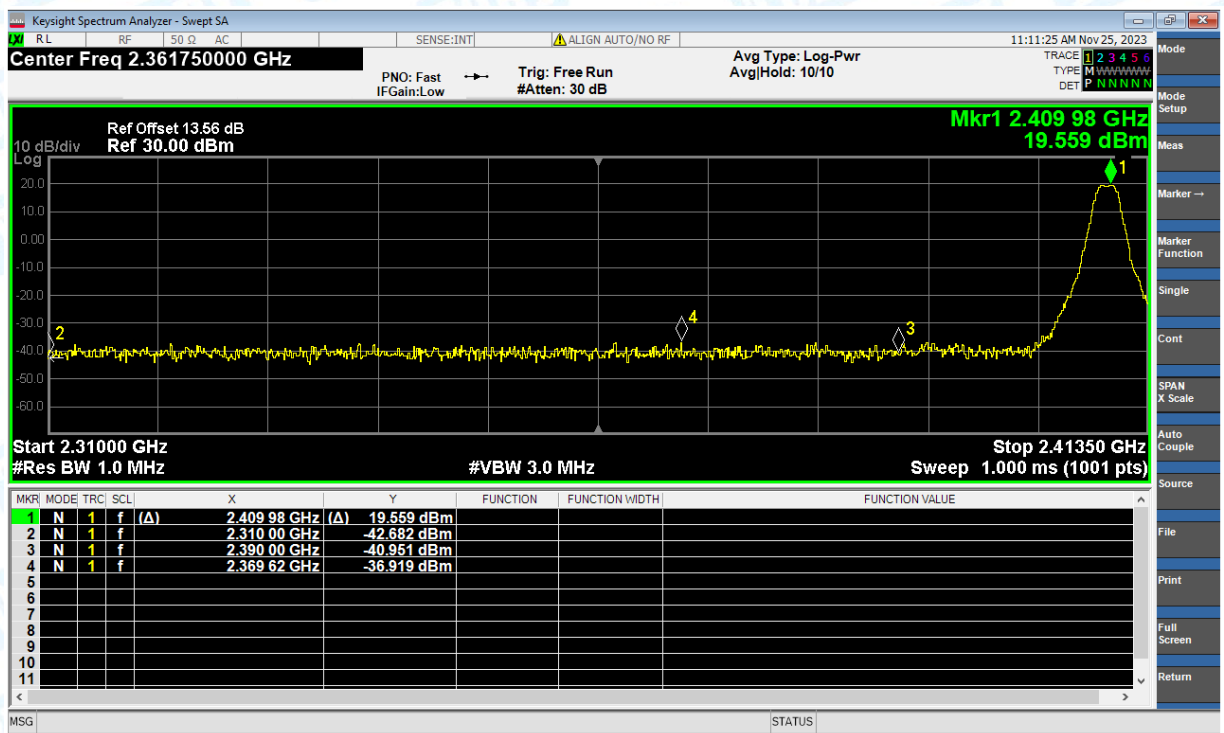 Keysight Spectrum Analyzer - Swept SA
LXI RL RF 50 Ω AC SENSE:INT ALIGN AUTO/NO RF 11:11:25 AM Nov 25, 2023
Center Freq 2.361750000 GHz
PNO: Fast
IFGain:Low
Trig: Free Run
#Atten: 30 dB
Avg Type: Log-Pwr
Avg|Hold: 10/10
TRACE 1 2 3 4 5 6
TYPE M W W W W W
DET P N N N N N
Ref Offset 13.56 dB
Ref 30.00 dBm
10 dB/div
Log
Mkr1 2.409 98 GHz
19.559 dBm
20.0
10.0
0.00
-10.0
-20.0
-30.0
-40.0
-50.0
-60.0
1
2
4
3
Start 2.31000 GHz Stop 2.41350 GHz
#Res BW 1.0 MHz #VBW 3.0 MHz Sweep 1.000 ms (1001 pts)
MKR MODE TRC SCL X Y FUNCTION FUNCTION WIDTH FUNCTION VALUE
1 N 1 f (Δ) 2.409 98 GHz (Δ) 19.559 dBm
2 N 1 f 2.310 00 GHz -42.682 dBm
3 N 1 f 2.390 00 GHz -40.951 dBm
4 N 1 f 2.369 62 GHz -36.919 dBm
5
6
7
8
9
10
11
MSG STATUS
Mode
Mode
Setup
Meas
Marker→
Marker
Function
Single
Cont
SPAN
X Scale
Auto
Couple
Source
File
Print
Full
Screen
Return